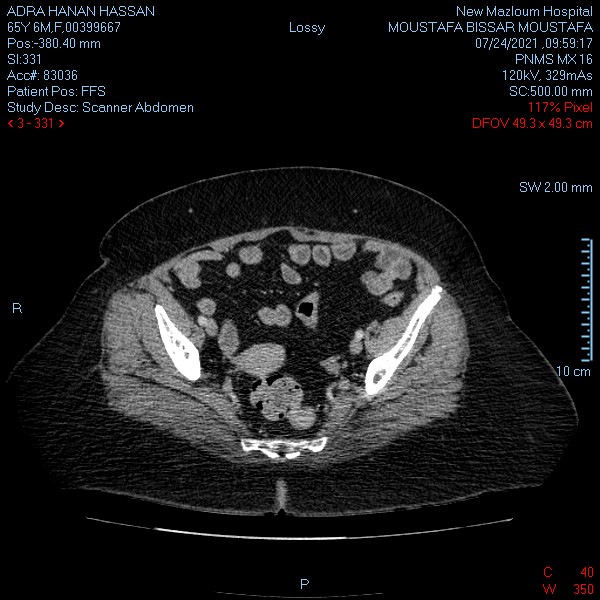 ADRA HANAN HASSAN
65Y 6M,F,00399667
Pos:-380.40 mm
SI:331
Acc#: 83036
Patient Pos: FFS
Study Desc: Scanner Abdomen
< 3 - 331 >
Lossy
New Mazloum Hospital
MOUSTAFA BISSAR MOUSTAFA
07/24/2021 ,09:59:17
PNMS MX 16
120kV, 329mAs
SC:500.00 mm
117% Pixel
DFOV 49.3 x 49.3 cm
SW 2.00 mm
R
10 cm
P
C 40
W 350